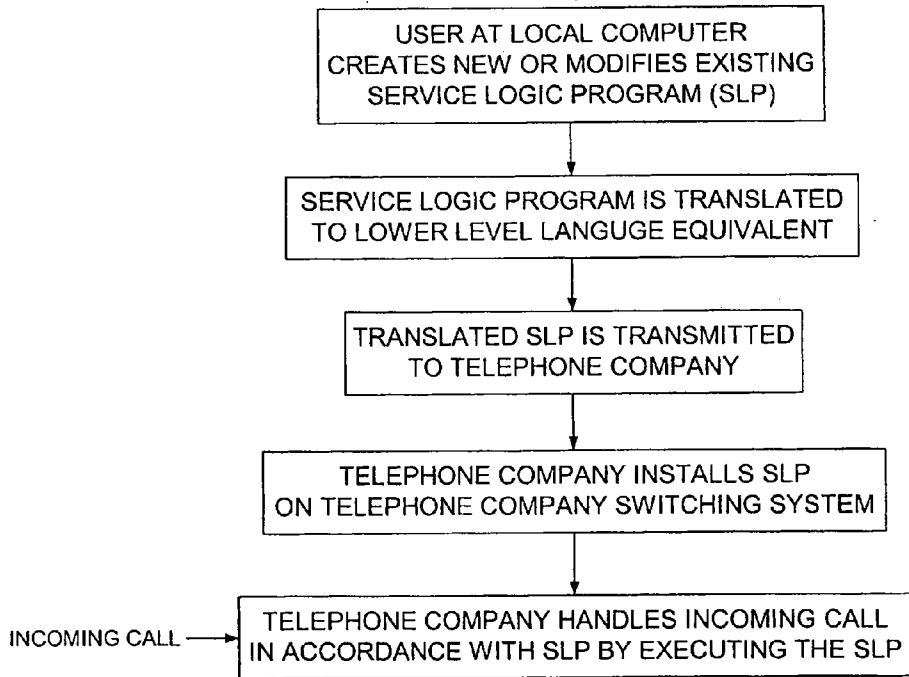 USER AT LOCAL COMPUTER
CREATES NEW OR MODIFIES EXISTING
SERVICE LOGIC PROGRAM (SLP)
SERVICE LOGIC PROGRAM IS TRANSLATED
TO LOWER LEVEL LANGUGE EQUIVALENT
TRANSLATED SLP IS TRANSMITTED
TO TELEPHONE COMPANY
TELEPHONE COMPANY INSTALLS SLP
ON TELEPHONE COMPANY SWITCHING SYSTEM
INCOMING CALL
TELEPHONE COMPANY HANDLES INCOMING CALL
IN ACCORDANCE WITH SLP BY EXECUTING THE SLP